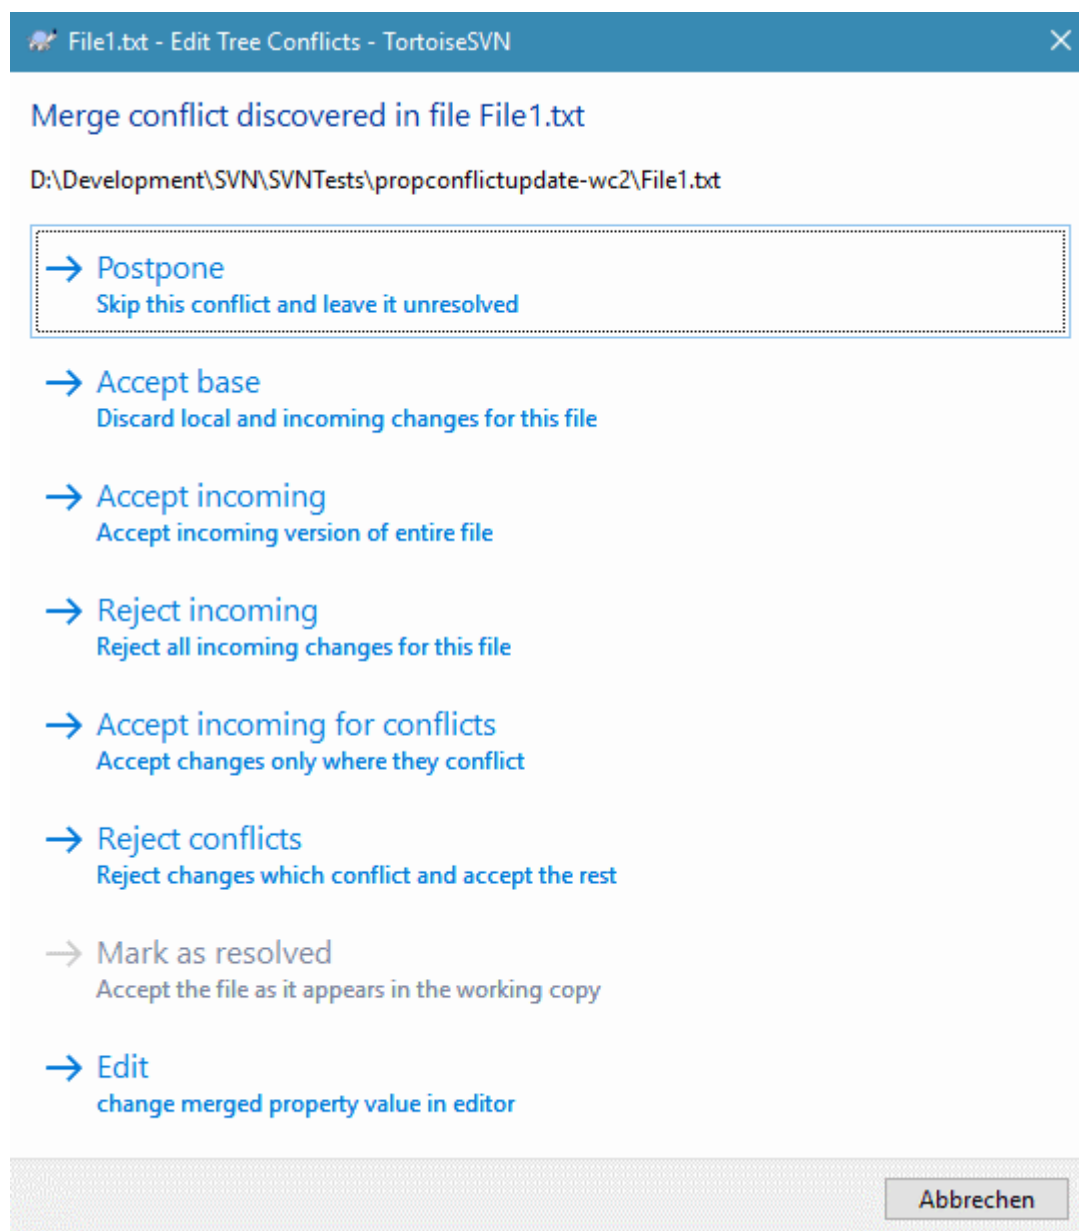 File1.txt - Edit Tree Conflicts - TortoiseSVN
Merge conflict discovered in file File1.txt
D:\Development\SVN\SVNTests\propconflictupdate-wc2\File1.txt
Postpone
Skip this conflict and leave it unresolved
Accept base
Discard local and incoming changes for this file
Accept incoming
Accept incoming version of entire file
Reject incoming
Reject all incoming changes for this file
Accept incoming for conflicts
Accept changes only where they conflict
Reject conflicts
Reject changes which conflict and accept the rest
Mark as resolved
Accept the file as it appears in the working copy
Edit
change merged property value in editor
Abbrechen